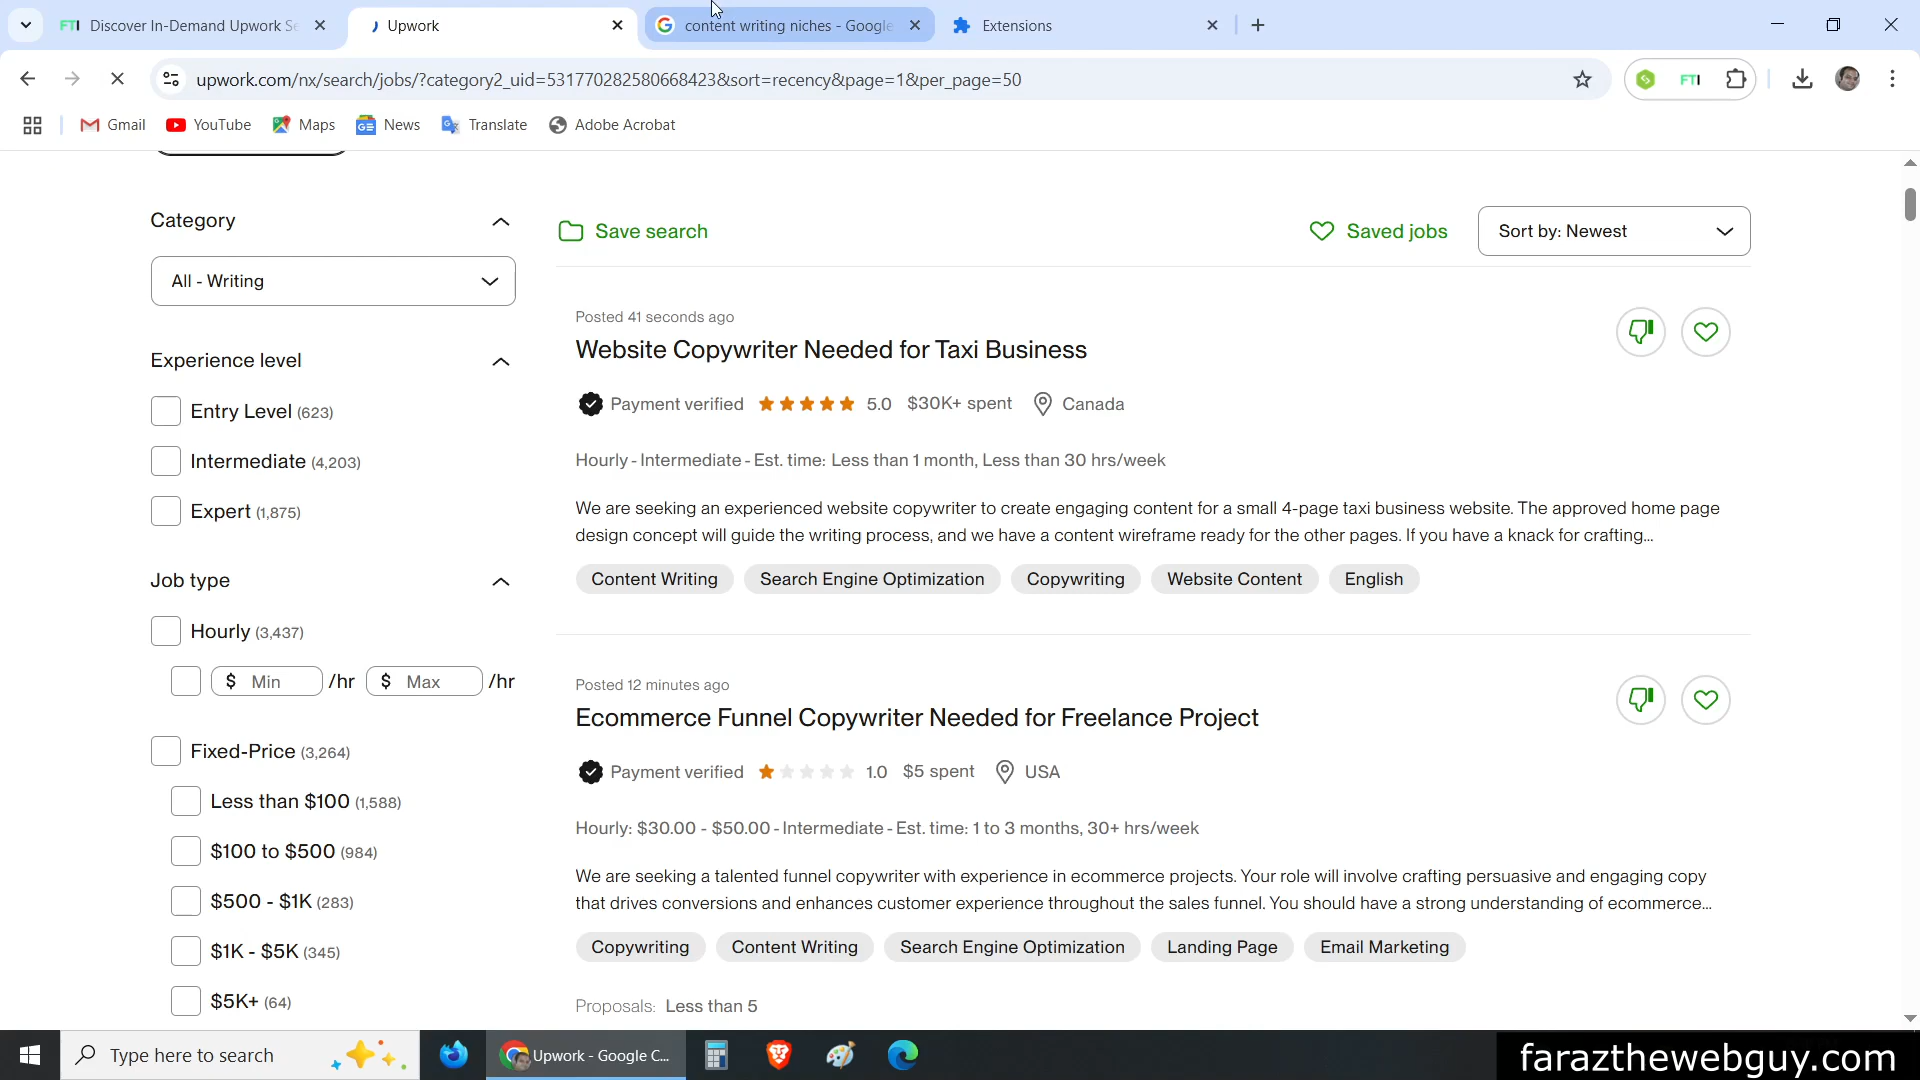 FTI Discover In-Demand Upwork Se
Upwork
content writing niches - Google
Extensions
upwork.com/nx/search/jobs/?category2_uid=531770282580668423&sort=recency&page=1&per_page=50
FTI
Gmail
YouTube
Maps
News
Translate
Adobe Acrobat
Category
All - Writing
Experience level
Entry Level (623)
Intermediate (4,203)
Expert (1,875)
Job type
Hourly (3,437)
$ Min /hr $ Max /hr
Fixed-Price (3,264)
Less than $100 (1,588)
$100 to $500 (984)
$500 - $1K (283)
$1K - $5K (345)
$5K+ (64)
Save search
Saved jobs
Sort by: Newest
Posted 41 seconds ago
Website Copywriter Needed for Taxi Business
Payment verified 5.0 $30K+ spent Canada
Hourly - Intermediate - Est. time: Less than 1 month, Less than 30 hrs/week
We are seeking an experienced website copywriter to create engaging content for a small 4-page taxi business website. The approved home page
design concept will guide the writing process, and we have a content wireframe ready for the other pages. If you have a knack for crafting...
Content Writing Search Engine Optimization Copywriting Website Content English
Posted 12 minutes ago
Ecommerce Funnel Copywriter Needed for Freelance Project
Payment verified 1.0 $5 spent USA
Hourly: $30.00 - $50.00 - Intermediate - Est. time: 1 to 3 months, 30+ hrs/week
We are seeking a talented funnel copywriter with experience in ecommerce projects. Your role will involve crafting persuasive and engaging copy
that drives conversions and enhances customer experience throughout the sales funnel. You should have a strong understanding of ecommerce...
Copywriting Content Writing Search Engine Optimization Landing Page Email Marketing
Proposals: Less than 5
Type here to search
Upwork - Google C...
farazthewebguy.com